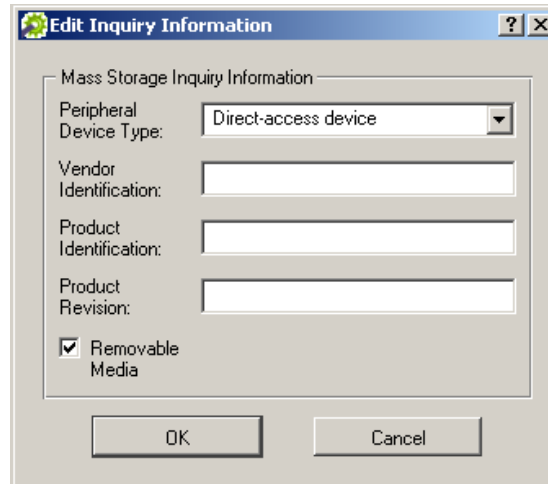 Edit Inquiry Information
Mass Storage Inquiry Information
Peripheral
Device Type:
Direct-access device
Vendor
Identification:
Product
Identification:
Product
Revision:
Removable
Media
OK
Cancel